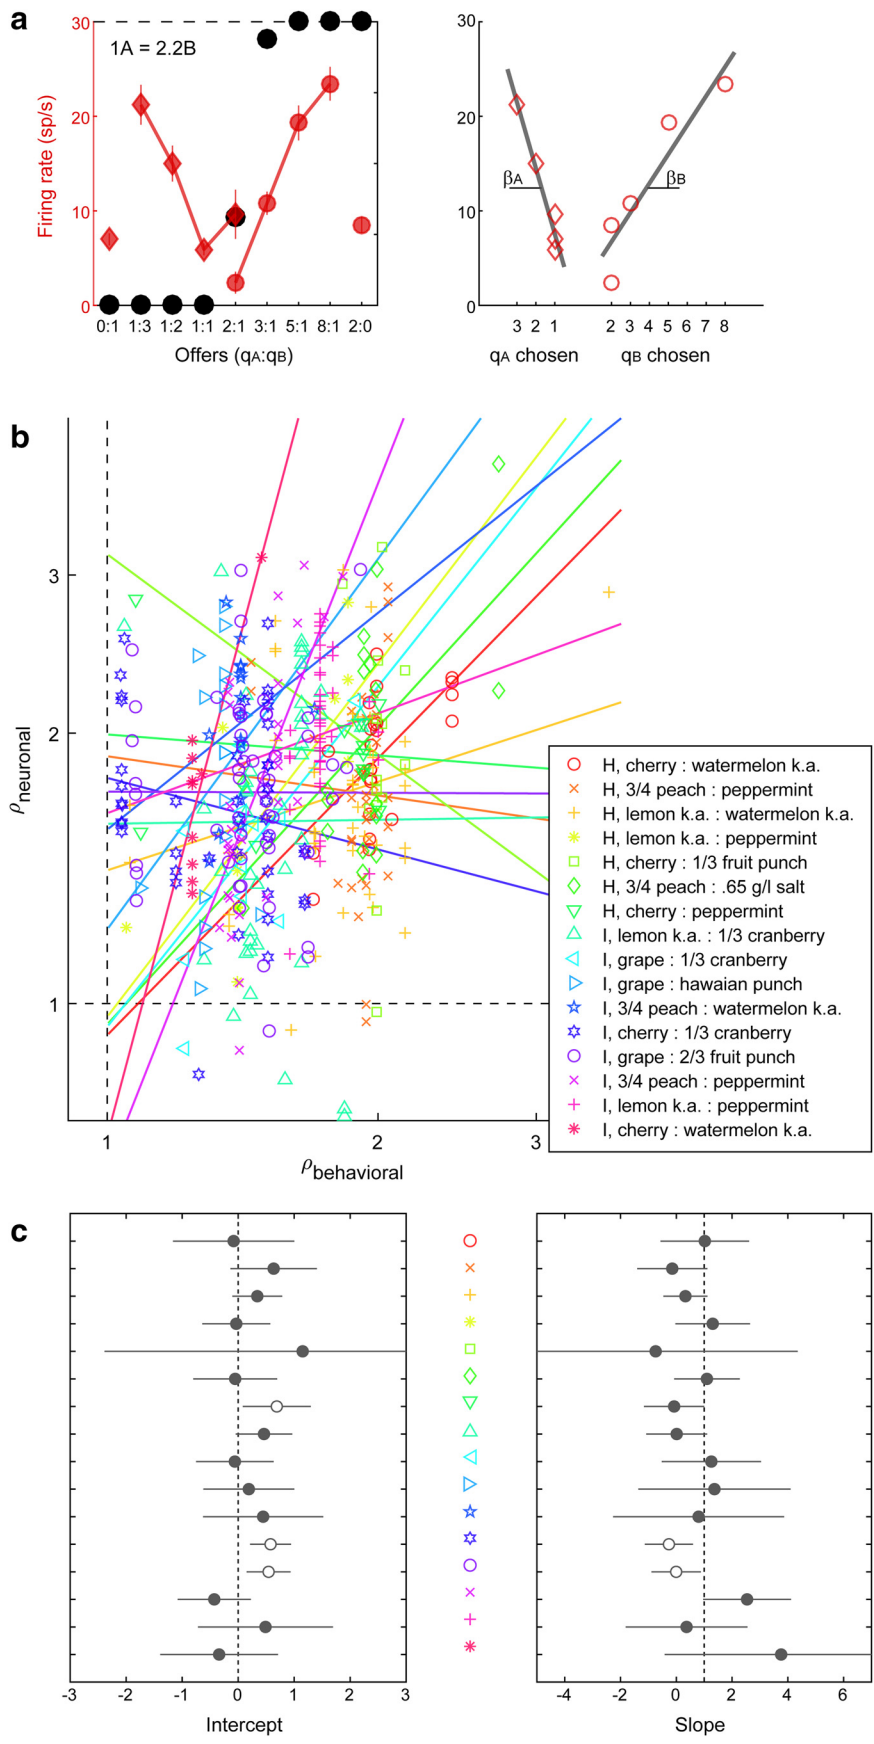 a
30
20
10
0
Firing rate (sp/s)
1A = 2.2B
0:1 1:3 1:2 1:1 2:1 3:1 5:1 8:1 2:0
Offers (qA:qB)
30
20
10
0
βA
βB
3 2 1 2 3 4 5 6 7 8
qA chosen qB chosen
b
3
2
1
ρneuronal
1 2 3
ρbehavioral
H, cherry : watermelon k.a.
H, 3/4 peach : peppermint
H, lemon k.a. : watermelon k.a.
H, lemon k.a. : peppermint
H, cherry : 1/3 fruit punch
H, 3/4 peach : .65 g/l salt
H, cherry : peppermint
I, lemon k.a. : 1/3 cranberry
I, grape : 1/3 cranberry
I, grape : hawaiian punch
I, 3/4 peach : watermelon k.a.
I, cherry : 1/3 cranberry
I, grape : 2/3 fruit punch
I, 3/4 peach : peppermint
I, lemon k.a. : peppermint
I, cherry : watermelon k.a.
c
-3 -2 -1 0 1 2 3
Intercept
-4 -2 0 2 4 6
Slope